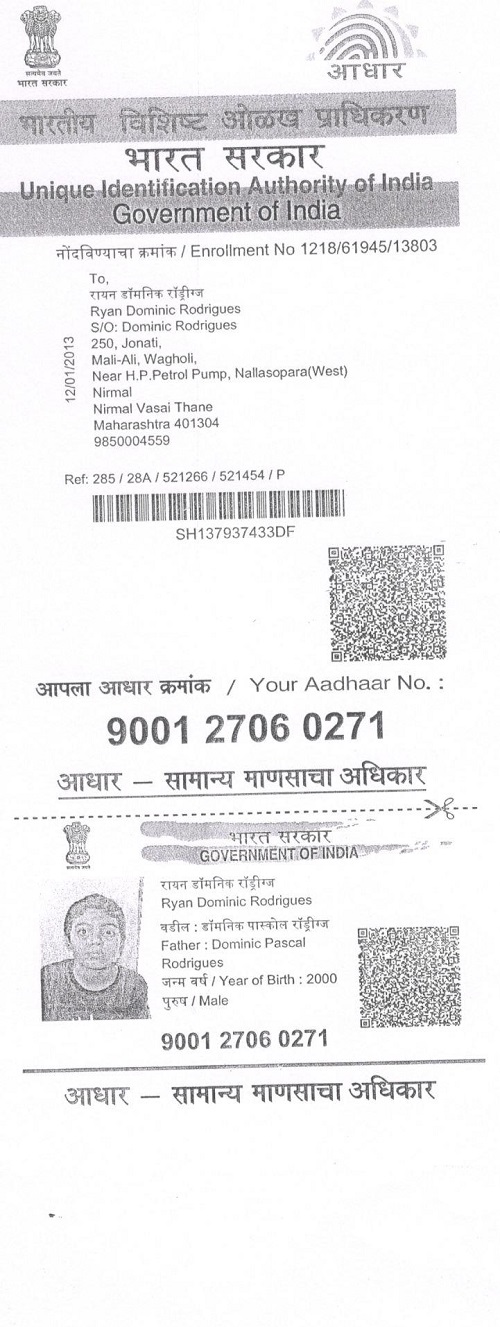 सत्यमेव जयते
भारत सरकार
आधार
भारतीय विशिष्ट ओळख प्राधिकरण
भारत सरकार
Unique Identification Authority of India
Government of India
नोंदविण्याचा क्रमांक / Enrollment No 1218/61945/13803
To,
रायन डॉमनिक रॉड्रीग्ज
Ryan Dominic Rodrigues
S/O: Dominic Rodrigues
250, Jonati,
Mali-Ali, Wagholi,
Near H.P.Petrol Pump, Nallasopara(West)
Nirmal
Nirmal Vasai Thane
Maharashtra 401304
9850004559
12/01/2013
Ref: 285 / 28A / 521266 / 521454 / P
SH137937433DF
आपला आधार क्रमांक / Your Aadhaar No. :
9001 2706 0271
आधार — सामान्य माणसाचा अधिकार
भारत सरकार
GOVERNMENT OF INDIA
सत्यमेव जयते
रायन डॉमनिक रॉड्रीग्ज
Ryan Dominic Rodrigues
वडील : डॉमनिक पास्कोल रॉड्रीग्ज
Father : Dominic Pascal
Rodrigues
जन्म वर्ष / Year of Birth : 2000
पुरुष / Male
9001 2706 0271
आधार — सामान्य माणसाचा अधिकार